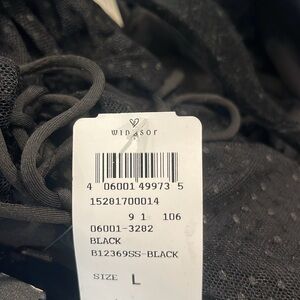 windsor
4 06001 49973 5
15201700014
9 1 106
06001-3282
BLACK
B12369SS-BLACK
SIZE L